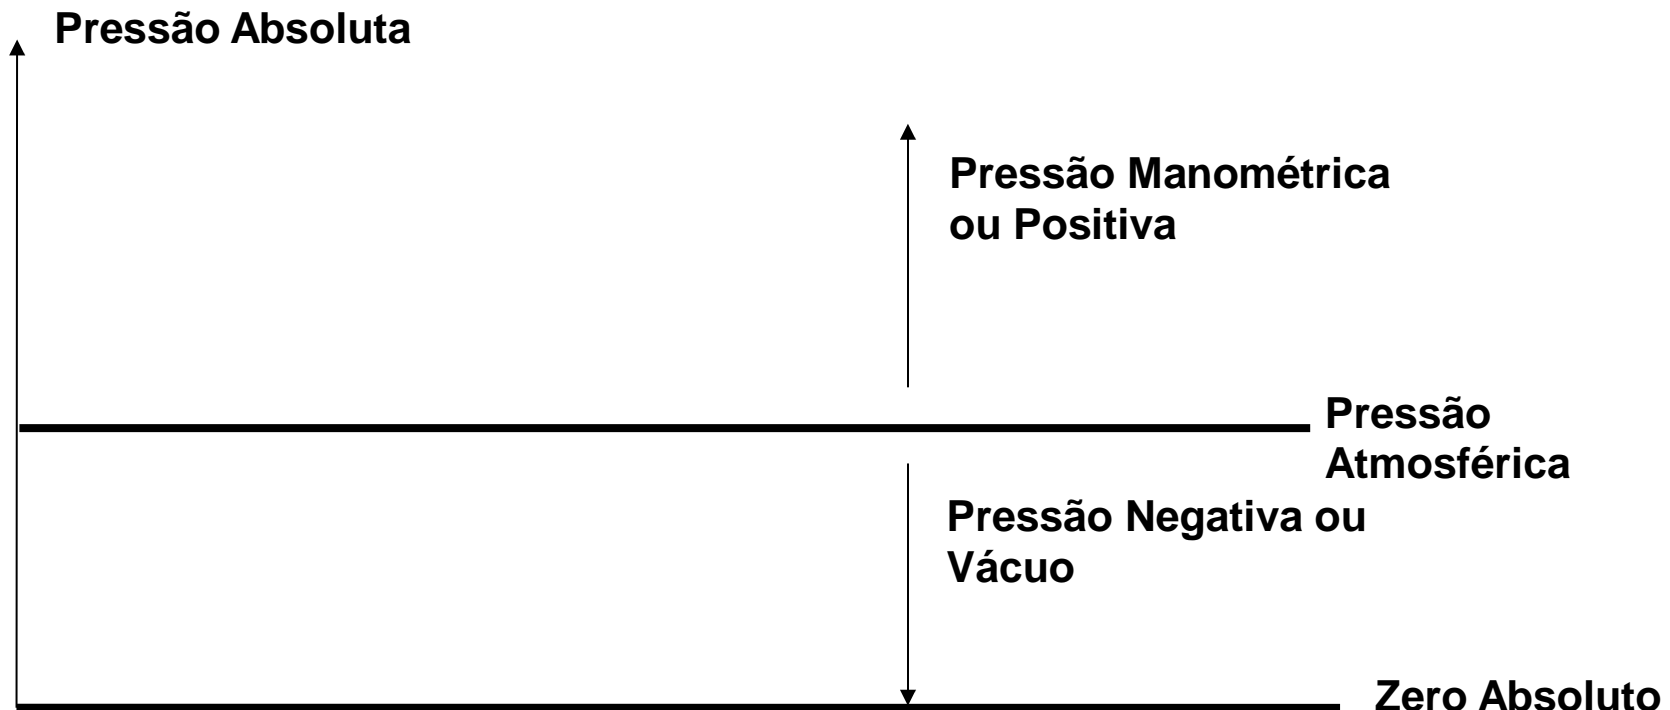 Pressão Absoluta
Pressão Manométrica
ou Positiva
Pressão
Atmosférica
Pressão Negativa ou
Vácuo
Zero Absoluto